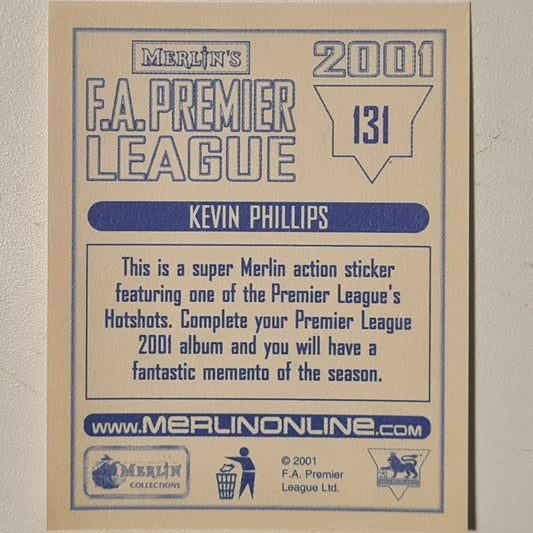 MERLIN'S
F.A. PREMIER
LEAGUE
2001
131
KEVIN PHILLIPS
This is a super Merlin action sticker
featuring one of the Premier League's
Hotshots. Complete your Premier League
2001 album and you will have a
fantastic memento of the season.
www.MERLINONLINE.COM
MERLIN
COLLECTIONS
© 2001
F.A. Premier
League Ltd.